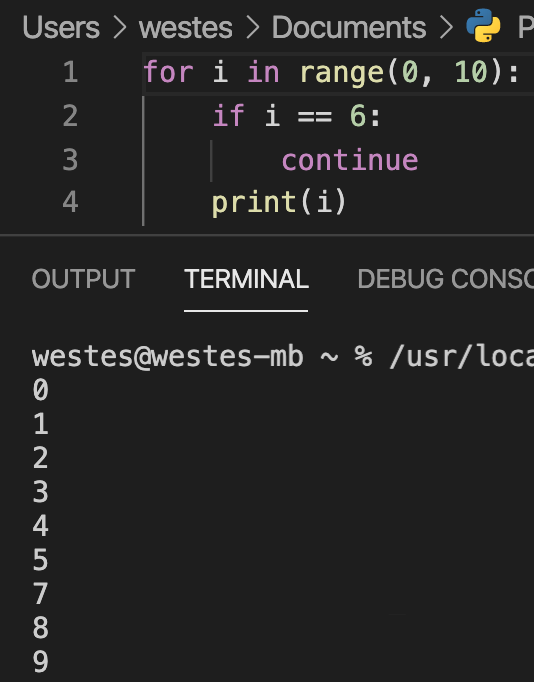 Users > westes > Documents > P
1 for i in range(0, 10):
2     if i == 6:
3         continue
4     print(i)
OUTPUT TERMINAL DEBUG CONSO
westes@westes-mb ~ % /usr/loca
0
1
2
3
4
5
7
8
9